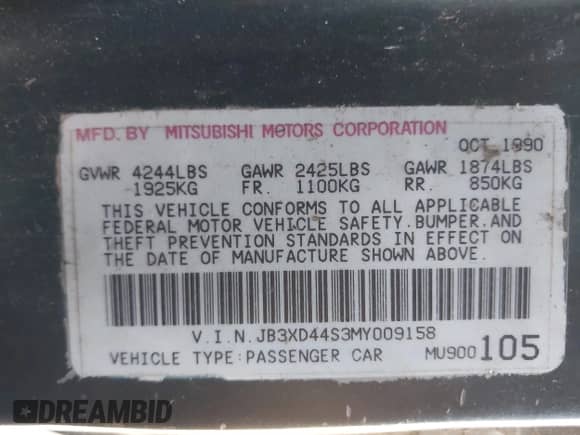 MFD. BY MITSUBISHI MOTORS CORPORATION
OCT 1990
GVWR 4244LBS GAWR 2425LBS GAWR 1874LBS
1925KG FR. 1100KG RR. 850KG
THIS VEHICLE CONFORMS TO ALL APPLICABLE
FEDERAL MOTOR VEHICLE SAFETY.BUMPER.AND
THEFT PREVENTION STANDARDS IN EFFECT ON
THE DATE OF MANUFACTURE SHOWN ABOVE.
V.I.N.JB3XD44S3MY009158
VEHICLE TYPE:PASSENGER CAR MU900105
DREAMBID